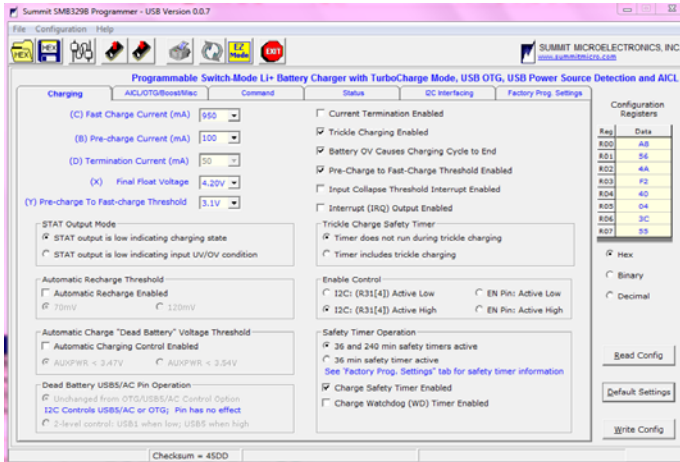 Summit SMB329B Programmer - USB Version 0.0.7
File Configuration Help
HEX HEX EZ Mode EXIT
SUMMIT MICROELECTRONICS, INC.
www.summitmicro.com
Programmable Switch-Mode Li+ Battery Charger with TurboCharge Mode, USB OTG, USB Power Source Detection and AICL
Charging AICL/OTG/Boost/Misc Command Status I2C Interfacing Factory Prog. Settings
(C) Fast Charge Current (mA) 950
(B) Pre-charge Current (mA) 100
(D) Termination Current (mA) 50
(X) Final Float Voltage 4.20V
(Y) Pre-charge To Fast-charge Threshold 3.1V
Current Termination Enabled
Trickle Charging Enabled
Battery OV Causes Charging Cycle to End
Pre-Charge to Fast-Charge Threshold Enabled
Input Collapse Threshold Interrupt Enabled
Interrupt (IRQ) Output Enabled
STAT Output Mode
STAT output is low indicating charging state
STAT output is low indicating input UV/OV condition
Trickle Charge Safety Timer
Timer does not run during trickle charging
Timer includes trickle charging
Automatic Recharge Threshold
Automatic Recharge Enabled
70mV 120mV
Enable Control
I2C: (R31[4]) Active Low EN Pin: Active Low
I2C: (R31[4]) Active High EN Pin: Active High
Automatic Charge "Dead Battery" Voltage Threshold
Automatic Charging Control Enabled
AUXPWR < 3.47V AUXPWR < 3.54V
Safety Timer Operation
36 and 240 min safety timers active
36 min safety timer active
See 'Factory Prog. Settings" tab for safety timer information
Charge Safety Timer Enabled
Charge Watchdog (WD) Timer Enabled
Dead Battery USB5/AC Pin Operation
Unchanged from OTG/USB5/AC Control Option
I2C Controls USB5/AC or OTG; Pin has no effect
2-level control: USB1 when low; USB5 when high
Configuration Registers
Reg Data
R00 A8
R01 56
R02 4A
R03 F2
R04 40
R05 04
R06 3C
R07 55
Hex
Binary
Decimal
Read Config
Default Settings
Write Config
Checksum = 45DD